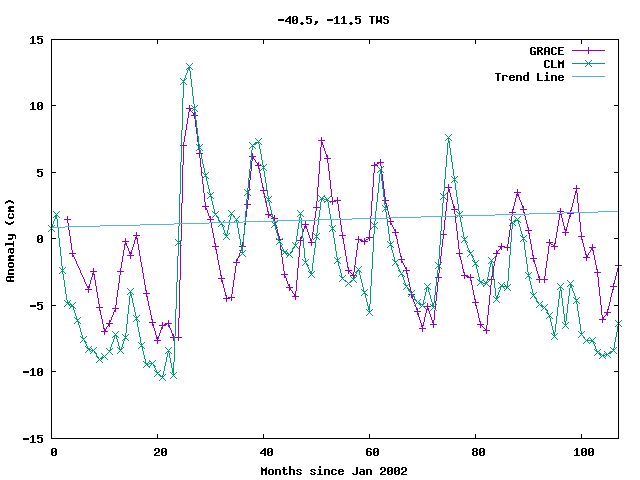 -40.5, -11.5 TWS
GRACE
CLM
Trend Line
15
10
5
0
-5
-10
-15
Anomaly (cm)
0 20 40 60 80 100
Months since Jan 2002